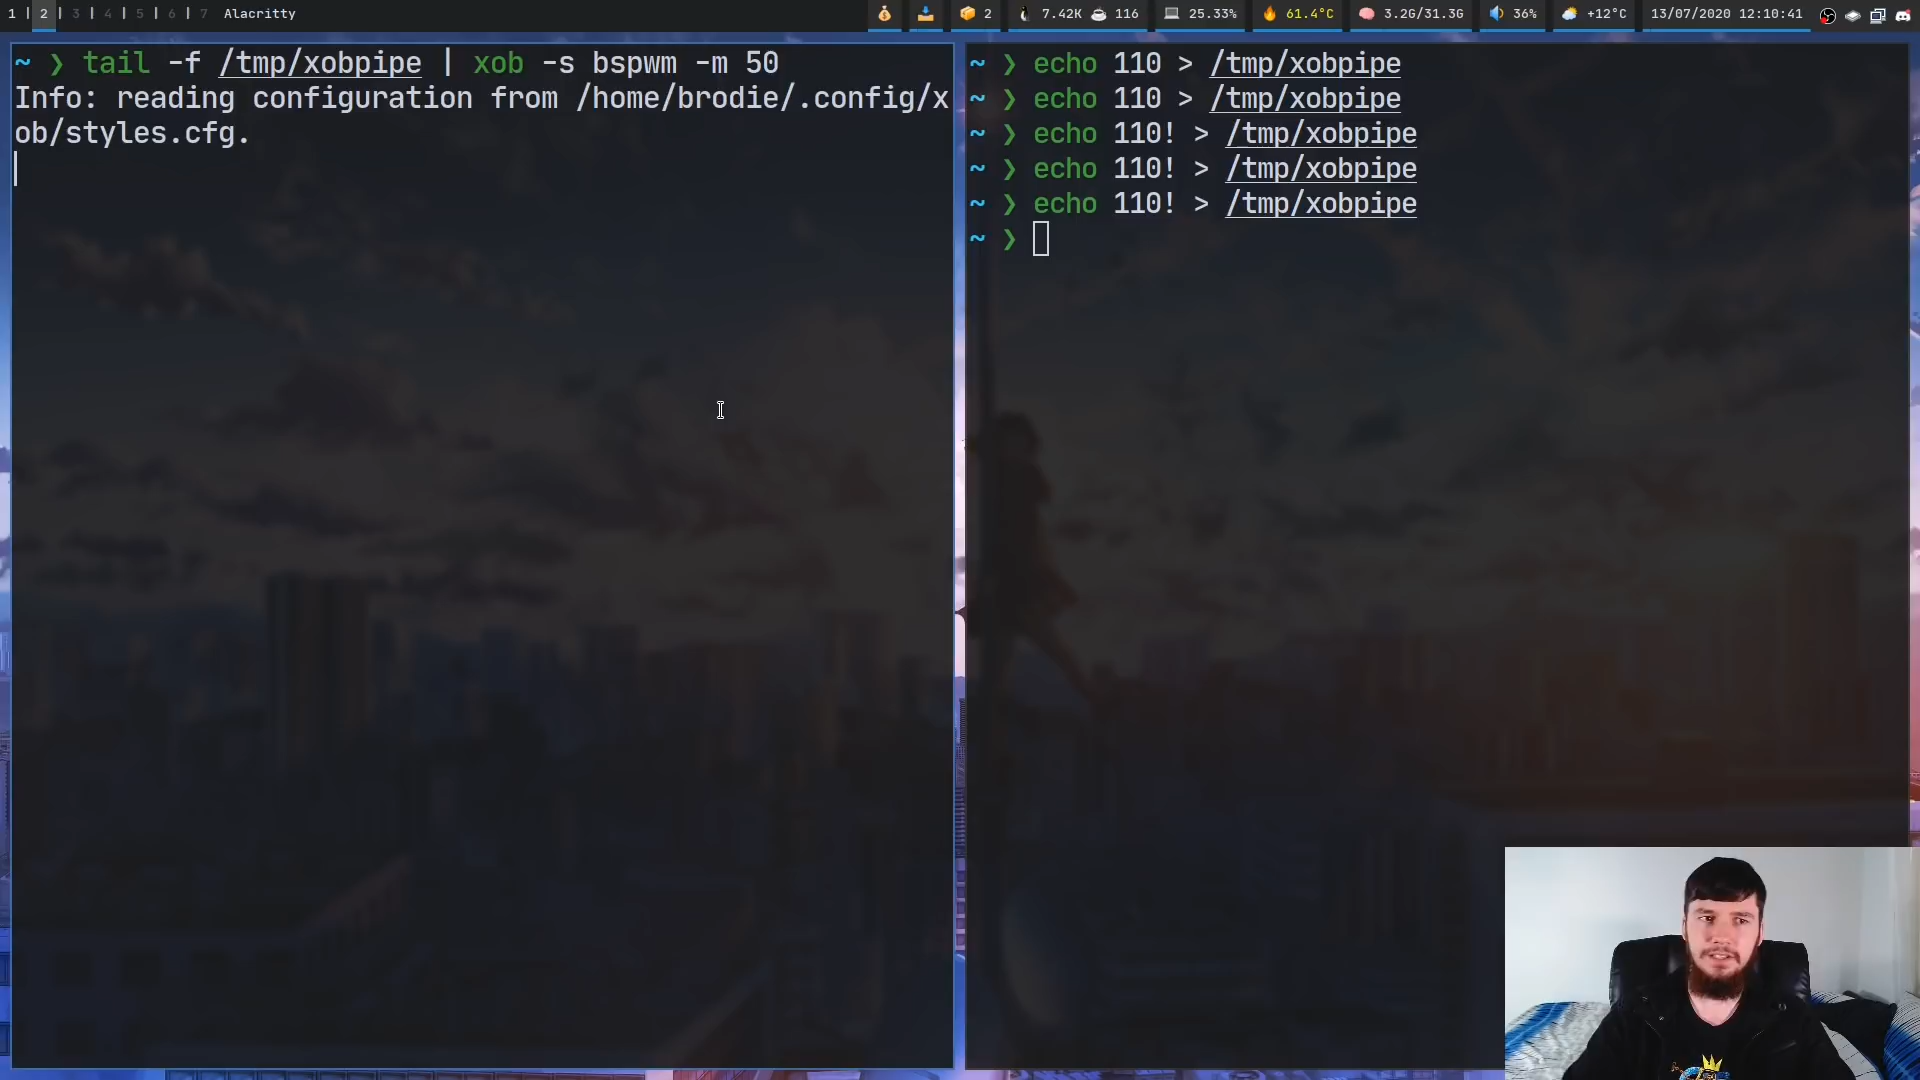 1 | 2 | 3 | 4 | 5 | 6 | 7 Alacritty 2 7.42K 116 25.33% 61.4°C 3.2G/31.3G 36% +12°C 13/07/2020 12:10:41
~ ❯ tail -f /tmp/xobpipe | xob -s bspwm -m 50
Info: reading configuration from /home/brodie/.config/x
ob/styles.cfg.
~ ❯ echo 110 > /tmp/xobpipe
~ ❯ echo 110 > /tmp/xobpipe
~ ❯ echo 110! > /tmp/xobpipe
~ ❯ echo 110! > /tmp/xobpipe
~ ❯ echo 110! > /tmp/xobpipe
~ ❯